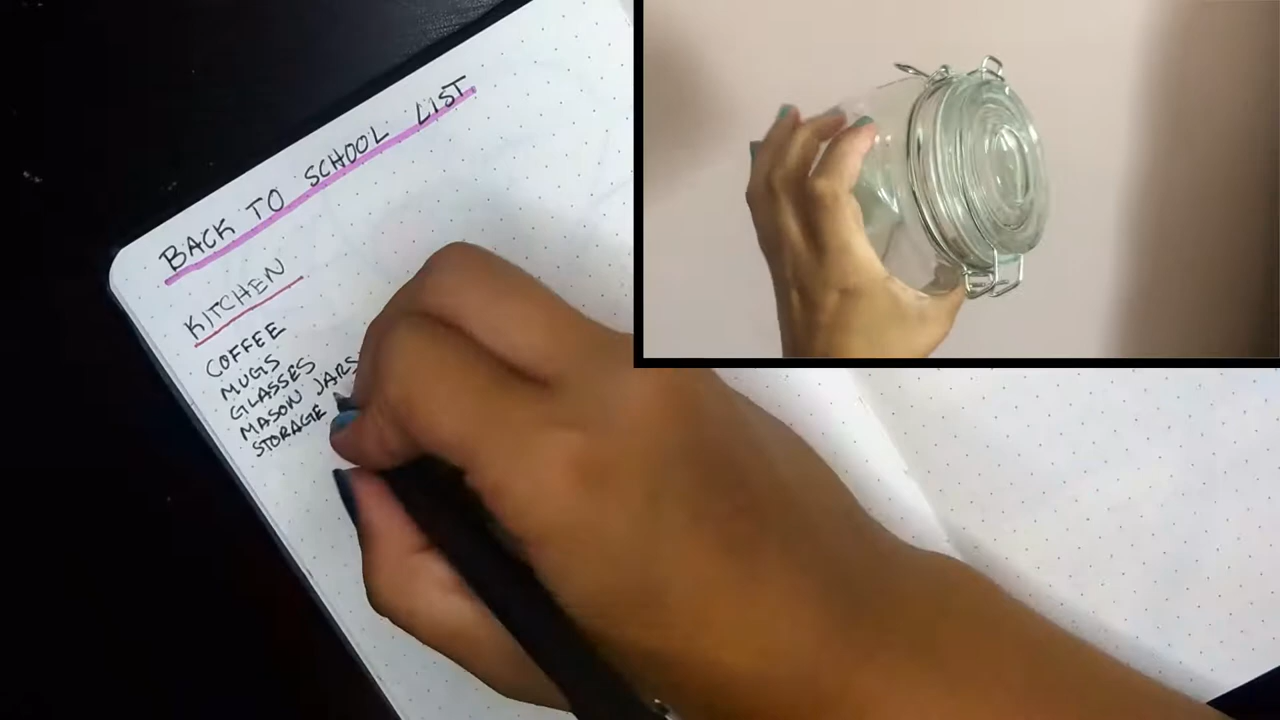 BACK TO SCHOOL LIST
KITCHEN
COFFEE
MUGS
GLASSES
MASON JARS
STORAGE